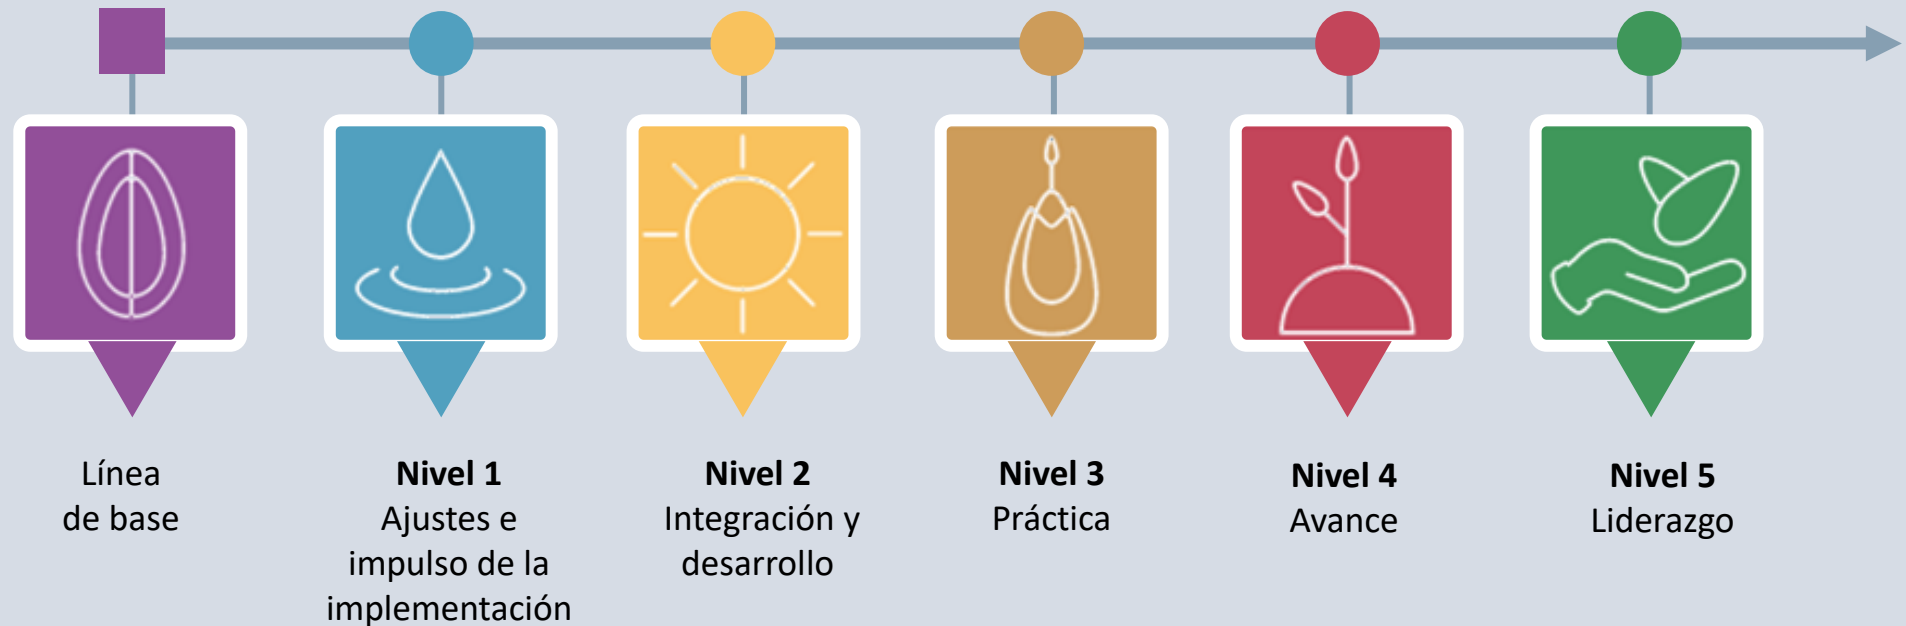 Línea
de base
Nivel 1
Ajustes e
impulso de la
implementación
Nivel 2
Integración y
desarrollo
Nivel 3
Práctica
Nivel 4
Avance
Nivel 5
Liderazgo